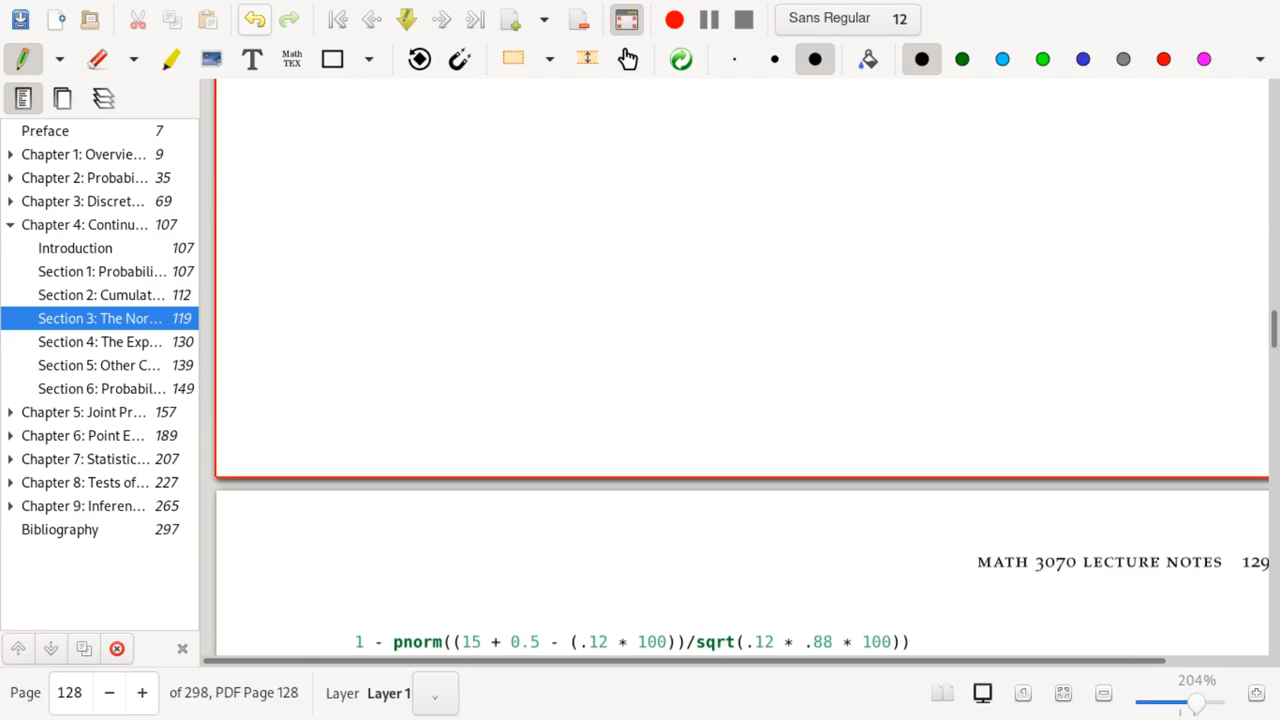 Sans Regular 12
T
Math
TEX
Preface 7
Chapter 1: Overvie... 9
Chapter 2: Probabi... 35
Chapter 3: Discret... 69
Chapter 4: Continu... 107
Introduction 107
Section 1: Probabili... 107
Section 2: Cumulat... 112
Section 3: The Nor... 119
Section 4: The Exp... 130
Section 5: Other C... 139
Section 6: Probabil... 149
Chapter 5: Joint Pr... 157
Chapter 6: Point E... 189
Chapter 7: Statistic... 207
Chapter 8: Tests of... 227
Chapter 9: Inferen... 265
Bibliography 297
MATH 3070 LECTURE NOTES 129
1 - pnorm((15 + 0.5 - (.12 * 100))/sqrt(.12 * .88 * 100))
Page 128 of 298, PDF Page 128 Layer Layer 1 204%